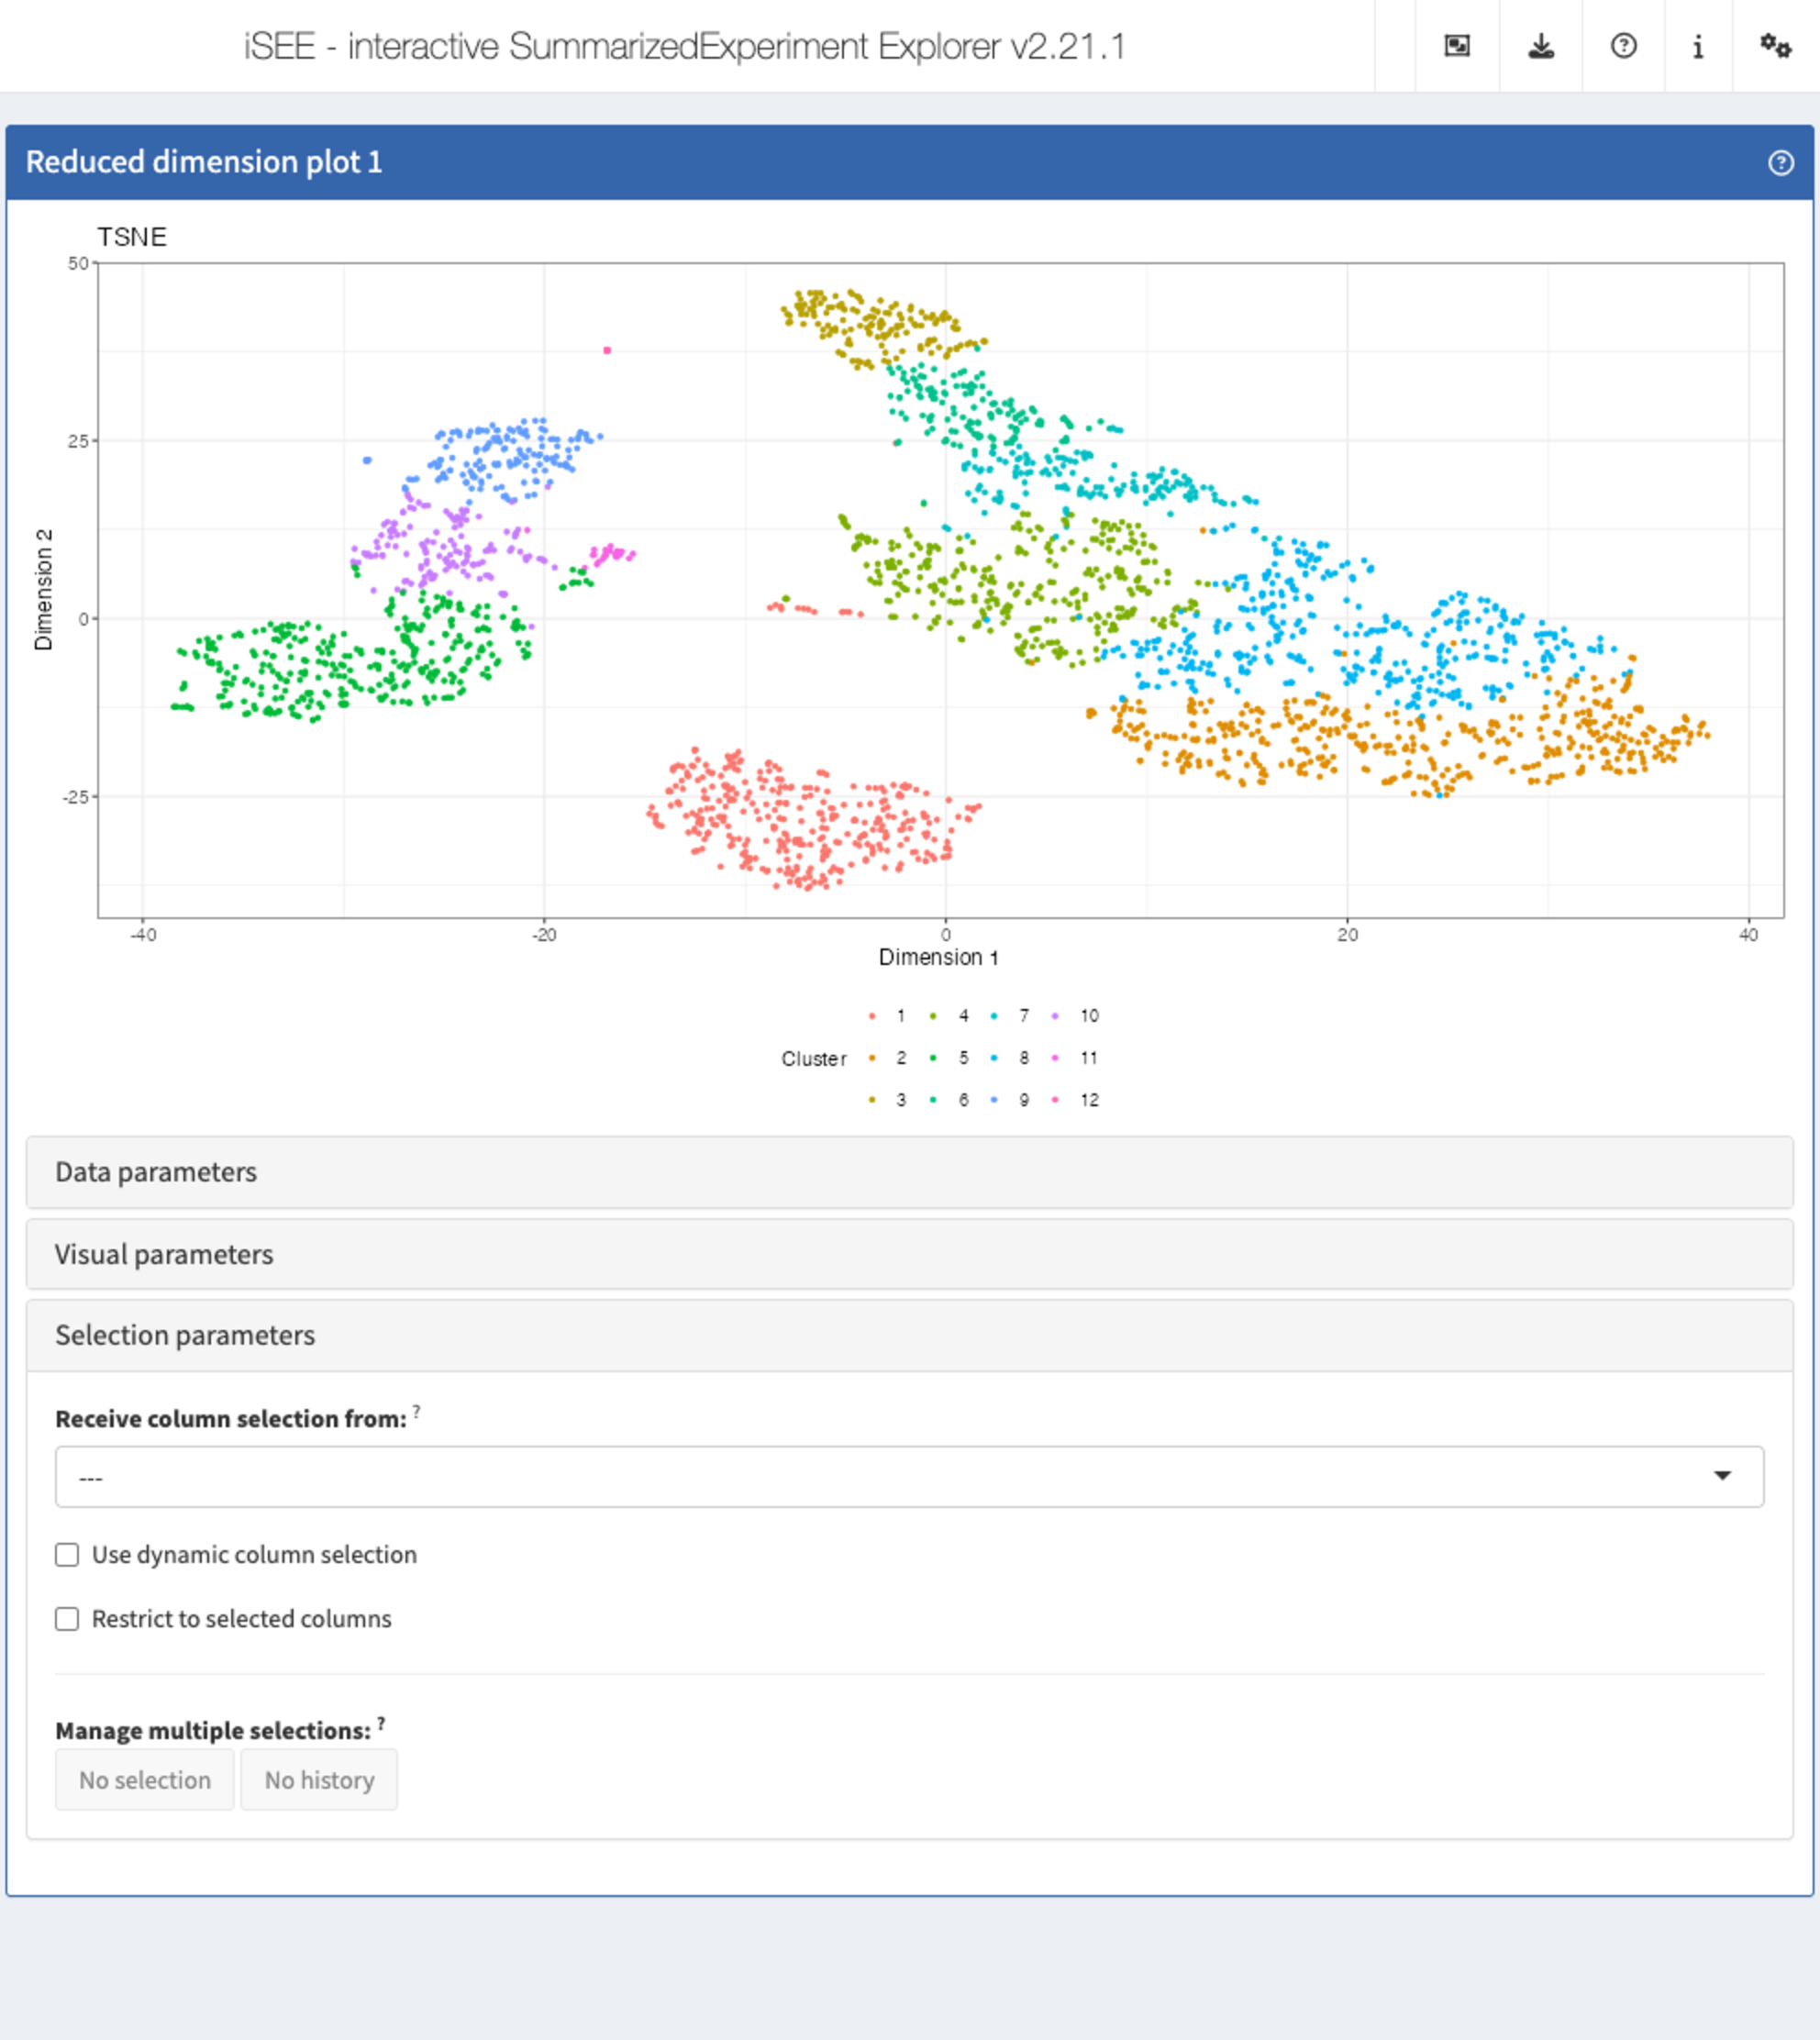 iSEE - interactive SummarizedExperiment Explorer v2.21.1
Reduced dimension plot 1
TSNE
50
25
0
-25
Dimension 2
-40 -20 0 20 40
Dimension 1
1 4 7 10
Cluster 2 5 8 11
3 6 9 12
Data parameters
Visual parameters
Selection parameters
Receive column selection from: ?
---
Use dynamic column selection
Restrict to selected columns
Manage multiple selections: ?
No selection No history